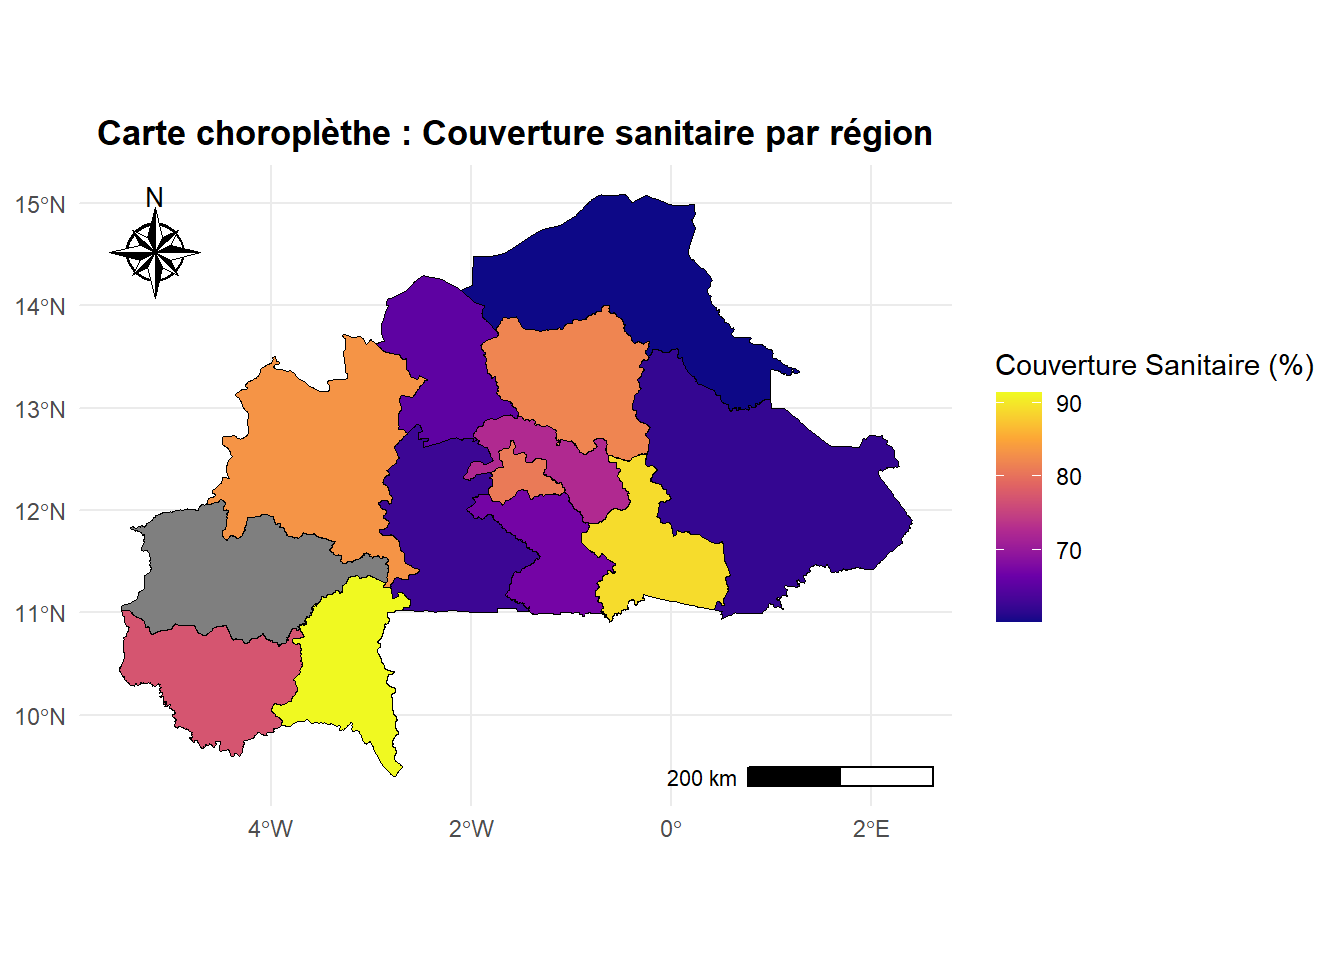 Carte choroplèthe : Couverture sanitaire par région
N
15°N
14°N
13°N
12°N
11°N
10°N
4°W
2°W
0°
2°E
200 km
Couverture Sanitaire (%)
90
80
70